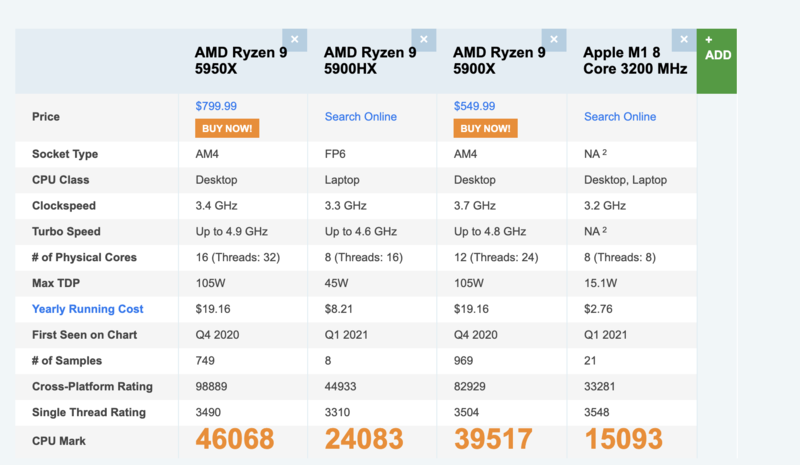 AMD Ryzen 9 5950X × AMD Ryzen 9 5900HX × AMD Ryzen 9 5900X × Apple M1 8 Core 3200 MHz × + ADD
Price $799.99 BUY NOW! Search Online $549.99 BUY NOW! Search Online
Socket Type AM4 FP6 AM4 NA 2
CPU Class Desktop Laptop Desktop Desktop, Laptop
Clockspeed 3.4 GHz 3.3 GHz 3.7 GHz 3.2 GHz
Turbo Speed Up to 4.9 GHz Up to 4.6 GHz Up to 4.8 GHz NA 2
# of Physical Cores 16 (Threads: 32) 8 (Threads: 16) 12 (Threads: 24) 8 (Threads: 8)
Max TDP 105W 45W 105W 15.1W
Yearly Running Cost $19.16 $8.21 $19.16 $2.76
First Seen on Chart Q4 2020 Q1 2021 Q4 2020 Q1 2021
# of Samples 749 8 969 21
Cross-Platform Rating 98889 44933 82929 33281
Single Thread Rating 3490 3310 3504 3548
CPU Mark 46068 24083 39517 15093